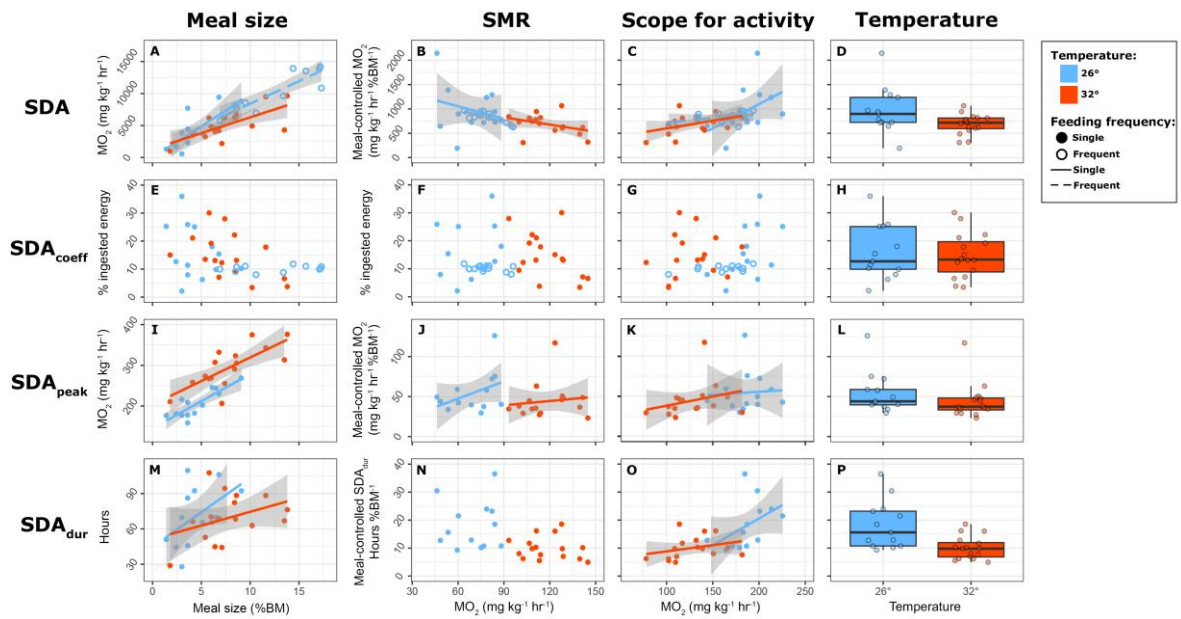 Meal size SMR Scope for activity Temperature
SDA
A
MO2 (mg kg-1 hr-1)
15000
10000
5000
0
B
Meal-controlled MO2
(mg kg-1 hr-1 %BM-1)
2000
1500
1000
500
0
C
D
Temperature:
26°
32°
Feeding frequency:
Single
Frequent
Single
Frequent
SDAcoeff
E
% ingested energy
40
30
20
10
0
F
% ingested energy
40
30
20
10
0
G
H
SDApeak
I
MO2 (mg kg-1 hr-1)
400
300
200
J
Meal-controlled MO2
(mg kg-1 hr-1 %BM-1)
100
50
0
K
L
SDAdur
M
Hours
90
60
30
N
Meal-controlled SDAdur
Hours %BM-1
40
30
20
10
0
O
P
0 5 10 15
Meal size (%BM)
60 90 120 150
MO2 (mg kg-1 hr-1)
100 150 200 250
MO2 (mg kg-1 hr-1)
26° 32°
Temperature